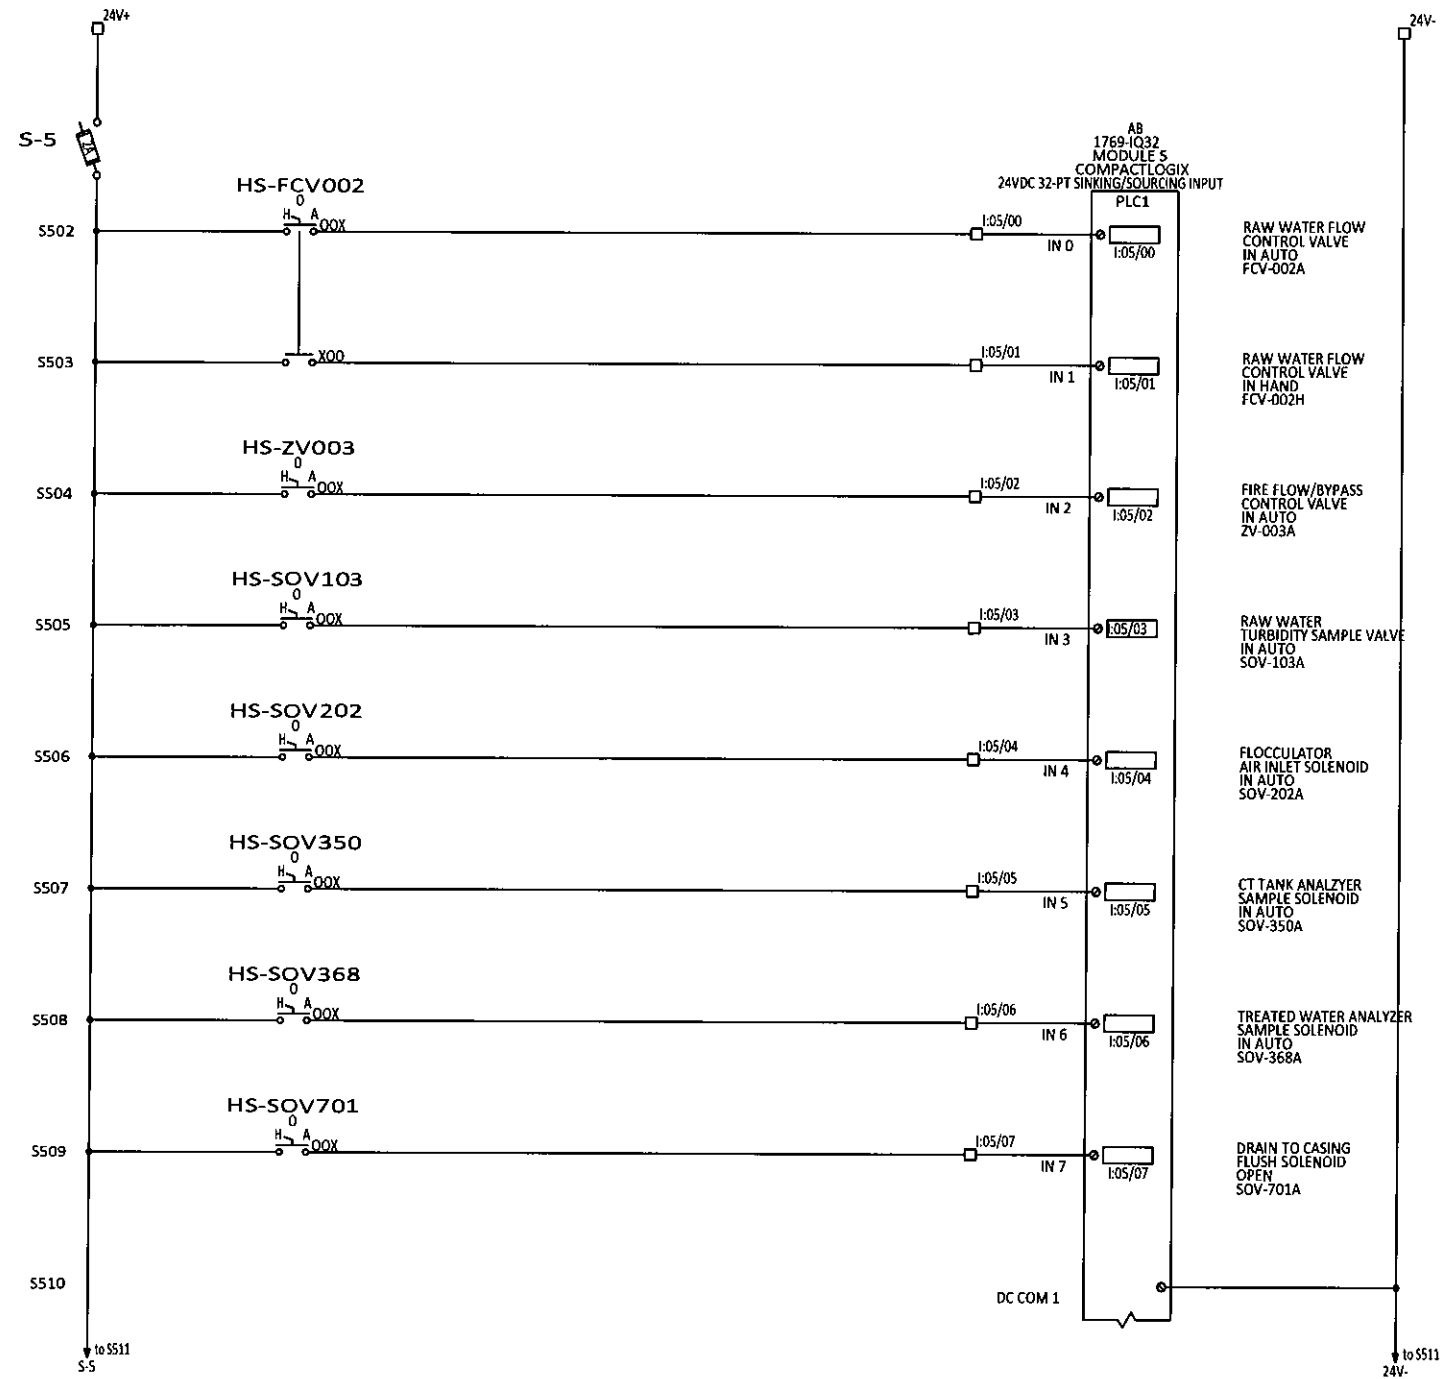 24V+
24V-
S-5
2A
AB
1769-IQ32
MODULE 5
COMPACTLOGIX
24VDC 32-PT SINKING/SOURCING INPUT
PLC1
HS-FCV002
O
H A
OOX
S502
I:05/00
IN 0
I:05/00
RAW WATER FLOW
CONTROL VALVE
IN AUTO
FCV-002A
XOO
S503
I:05/01
IN 1
I:05/01
RAW WATER FLOW
CONTROL VALVE
IN HAND
FCV-002H
HS-ZV003
O
H A
OOX
S504
I:05/02
IN 2
I:05/02
FIRE FLOW/BYPASS
CONTROL VALVE
IN AUTO
ZV-003A
HS-SOV103
O
H A
OOX
S505
I:05/03
IN 3
I:05/03
RAW WATER
TURBIDITY SAMPLE VALVE
IN AUTO
SOV-103A
HS-SOV202
O
H A
OOX
S506
I:05/04
IN 4
I:05/04
FLOCCULATOR
AIR INLET SOLENOID
IN AUTO
SOV-202A
HS-SOV350
O
H A
OOX
S507
I:05/05
IN 5
I:05/05
CT TANK ANALZYER
SAMPLE SOLENOID
IN AUTO
SOV-350A
HS-SOV368
O
H A
OOX
S508
I:05/06
IN 6
I:05/06
TREATED WATER ANALYZER
SAMPLE SOLENOID
IN AUTO
SOV-368A
HS-SOV701
O
H A
OOX
S509
I:05/07
IN 7
I:05/07
DRAIN TO CASING
FLUSH SOLENOID
OPEN
SOV-701A
S510
DC COM 1
to S511
S-5
to S511
24V-